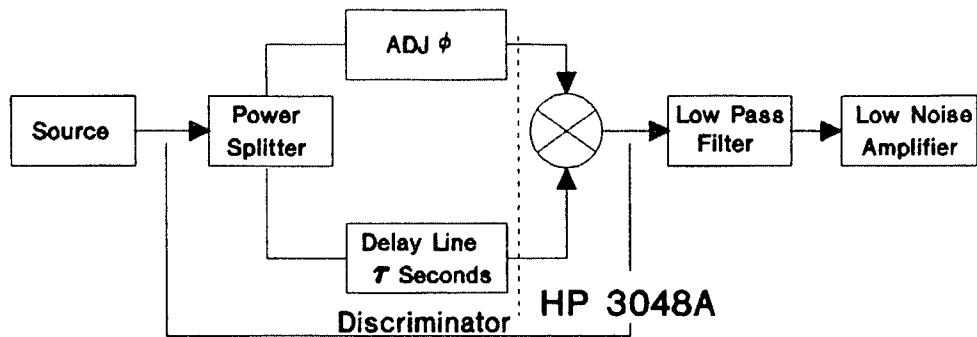 ADJ ϕ
Source
Power
Splitter
Low Pass
Filter
Low Noise
Amplifier
Delay Line
τ Seconds
HP 3048A
Discriminator